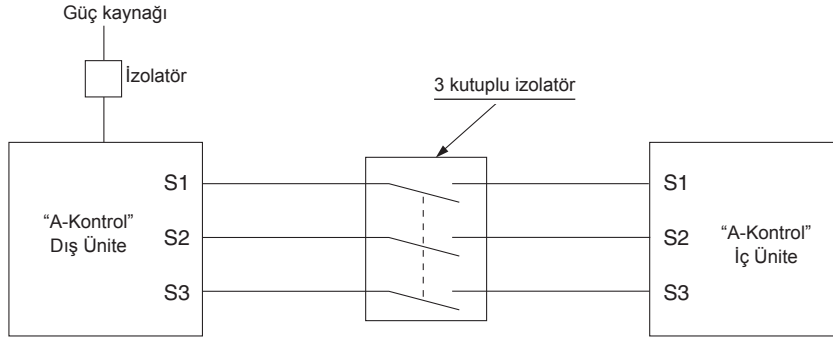 Güç kaynağı
İzolatör
3 kutuplu izolatör
“A-Kontrol”
Dış Ünite
S1
S2
S3
S1
S2
S3
“A-Kontrol”
İç Ünite